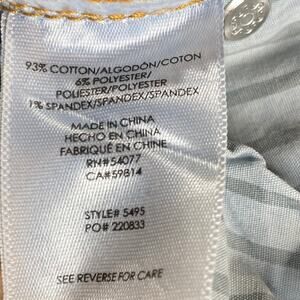 93% COTTON/ALGODÓN/COTON
6% POLYESTER/
POLIÉSTER/POLYESTER
1% SPANDEX/SPANDEX/SPANDEX
MADE IN CHINA
HECHO EN CHINA
FABRIQUÉ EN CHINE
RN#54077
CA#59814
STYLE# 5495
PO# 220833
SEE REVERSE FOR CARE